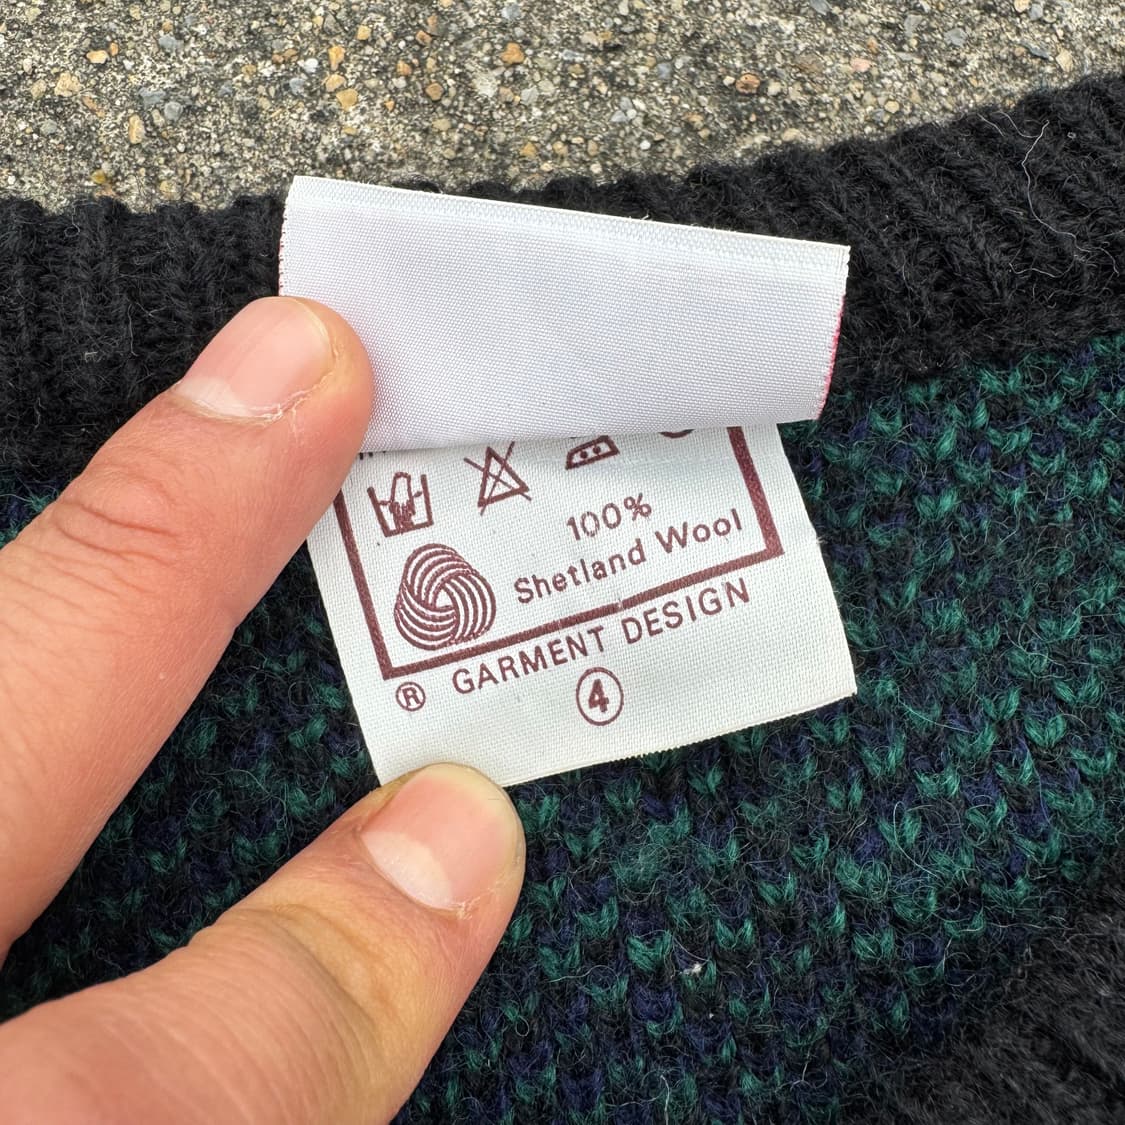 100%
Shetland Wool
® GARMENT DESIGN
4